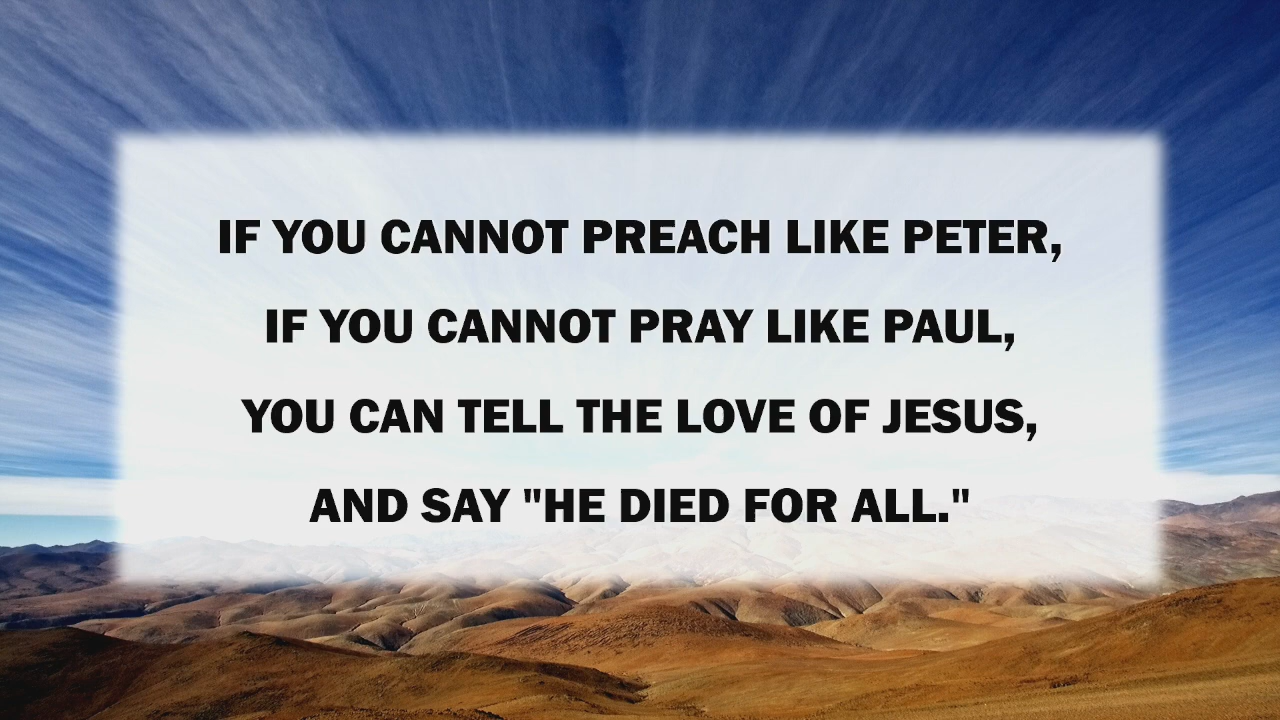 IF YOU CANNOT PREACH LIKE PETER,
IF YOU CANNOT PRAY LIKE PAUL,
YOU CAN TELL THE LOVE OF JESUS,
AND SAY "HE DIED FOR ALL."